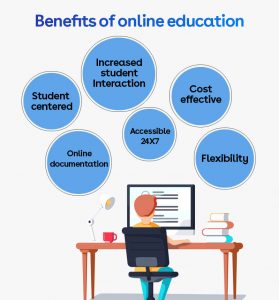 Benefits of online education
Increased
student
Interaction
Student
centered
Cost
effective
Accessible
24X7
Online
documentation
Flexibility